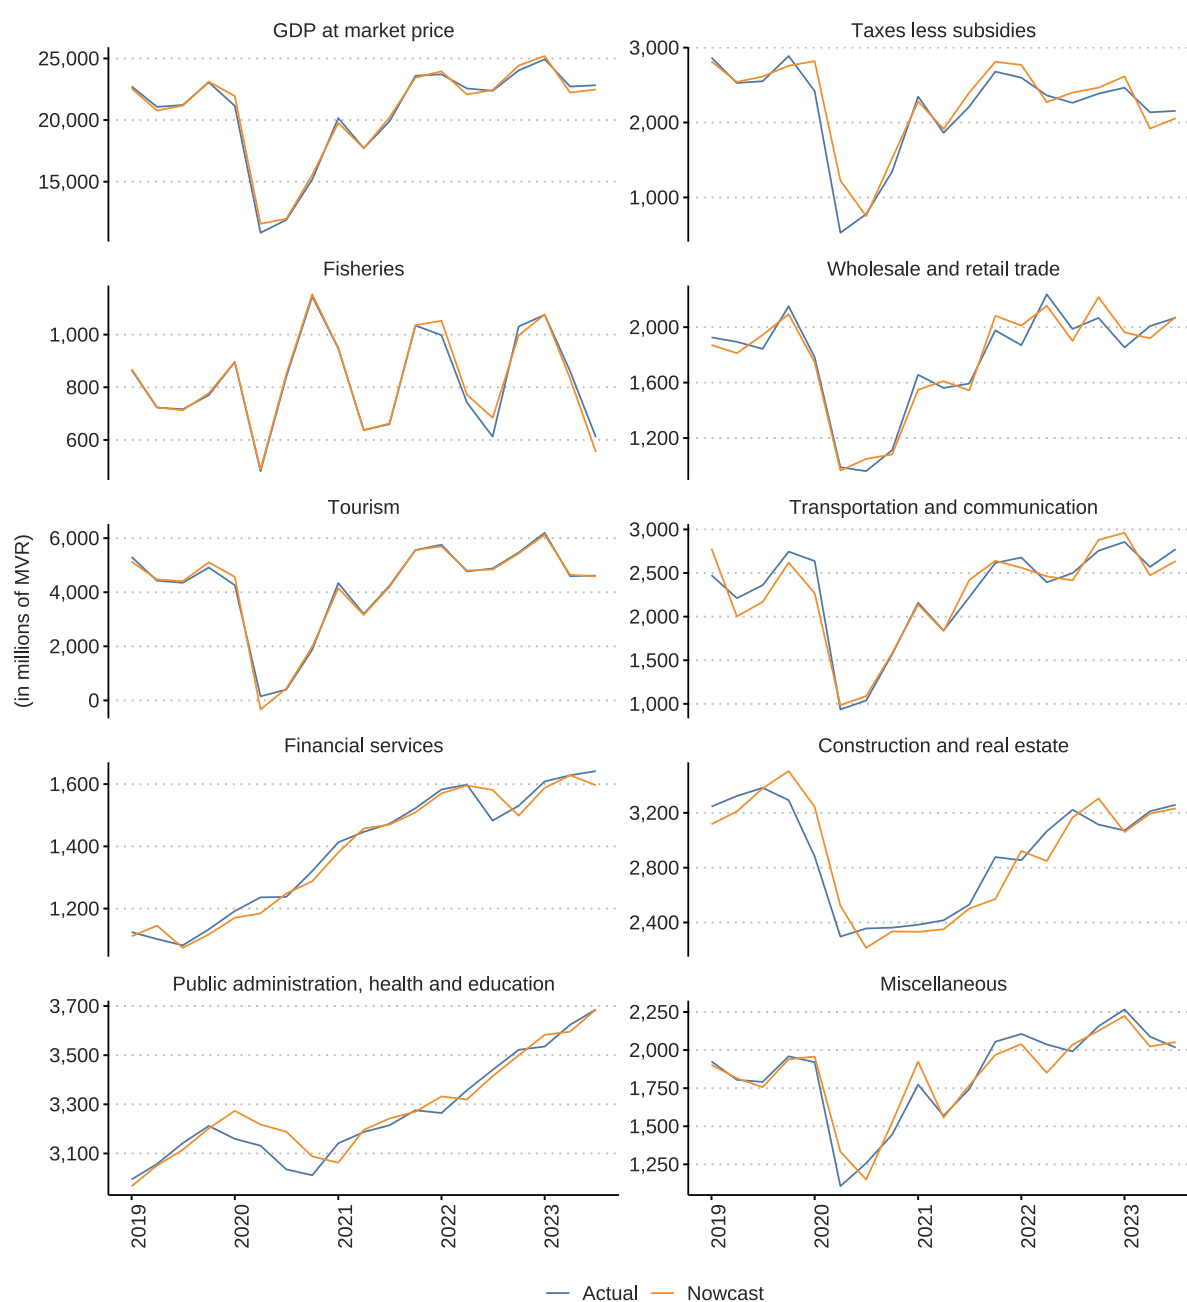 GDP at market price
25,000
20,000
15,000
Taxes less subsidies
3,000
2,000
1,000
Fisheries
1,000
800
600
Wholesale and retail trade
2,000
1,600
1,200
(in millions of MVR)
Tourism
6,000
4,000
2,000
0
Transportation and communication
3,000
2,500
2,000
1,500
1,000
Financial services
1,600
1,400
1,200
Construction and real estate
3,200
2,800
2,400
Public administration, health and education
3,700
3,500
3,300
3,100
2019 2020 2021 2022 2023
Miscellaneous
2,250
2,000
1,750
1,500
1,250
2019 2020 2021 2022 2023
Actual Nowcast